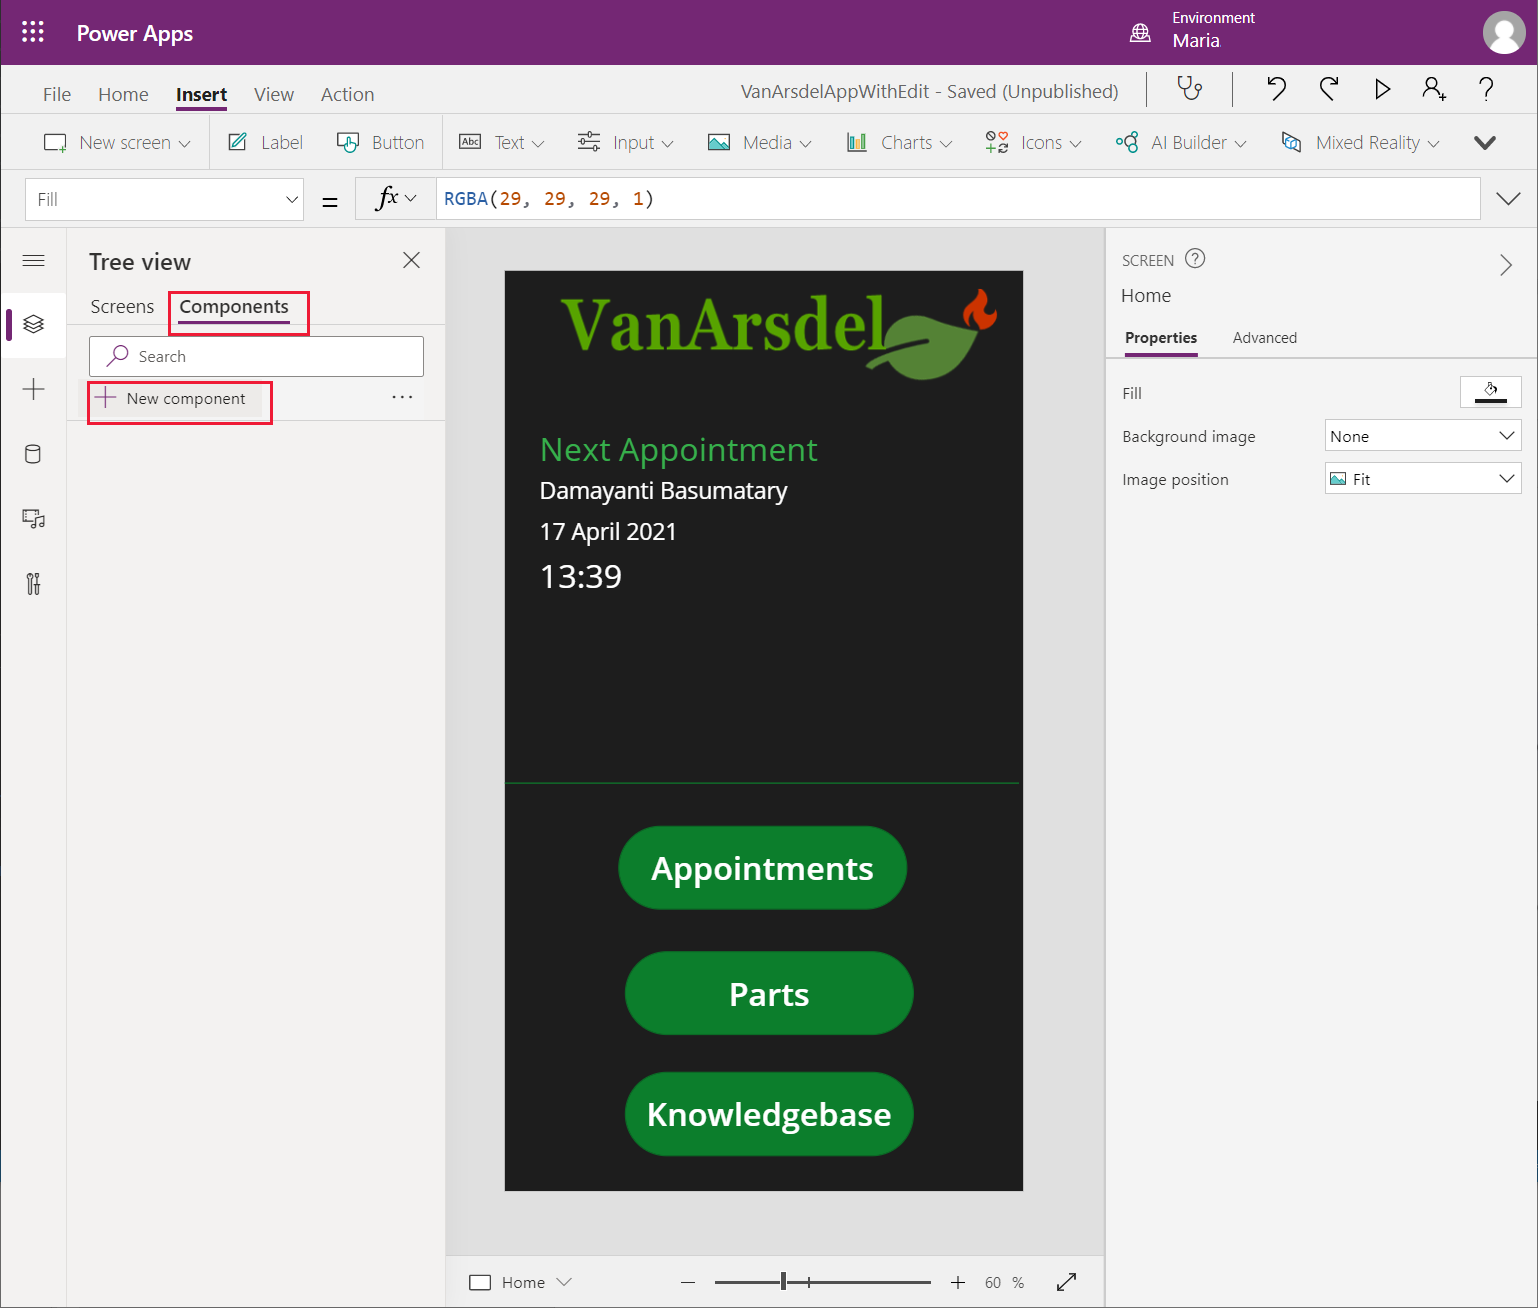 Power Apps
Environment
Maria
File Home Insert View Action
VanArsdelAppWithEdit - Saved (Unpublished)
New screen Label Button Abc Text Input Media Charts Icons AI Builder Mixed Reality
Fill = fx RGBA(29, 29, 29, 1)
Tree view
Screens Components
Search
New component
VanArsdel
Next Appointment
Damayanti Basumatary
17 April 2021
13:39
Appointments
Parts
Knowledgebase
SCREEN ?
Home
Properties Advanced
Fill
Background image None
Image position Fit
Home 60 %